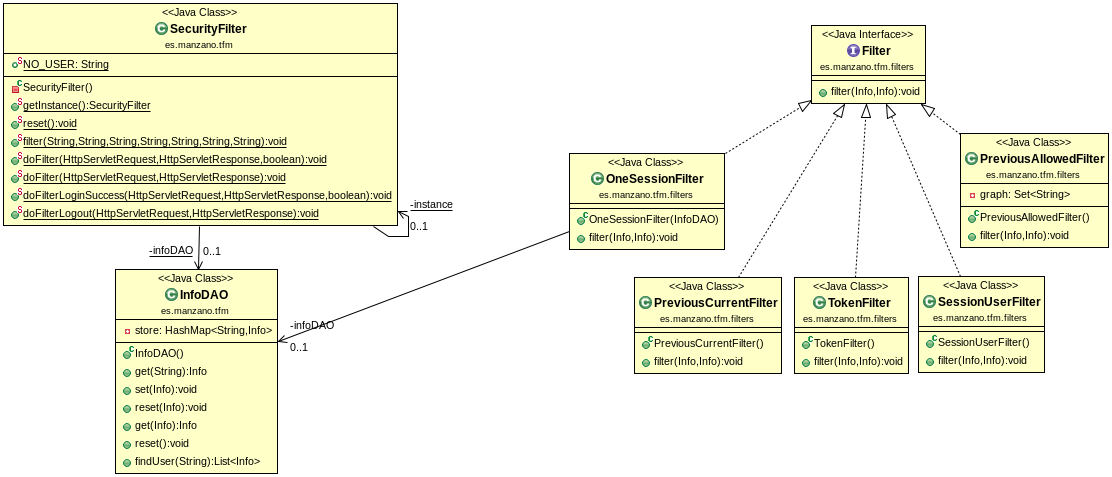 <<Java Class>>
SecurityFilter
es.manzano.tfm
NO_USER: String
SecurityFilter()
getInstance():SecurityFilter
reset():void
filter(String,String,String,String,String,String,String):void
doFilter(HttpServletRequest,HttpServletResponse,boolean):void
doFilter(HttpServletRequest,HttpServletResponse):void
doFilterLoginSuccess(HttpServletRequest,HttpServletResponse,boolean):void
doFilterLogout(HttpServletRequest,HttpServletResponse):void
-instance
0..1
-infoDAO
0..1
<<Java Class>>
InfoDAO
es.manzano.tfm
store: HashMap<String,Info>
InfoDAO()
get(String):Info
set(Info):void
reset(Info):void
get(Info):Info
reset():void
findUser(String):List<Info>
-infoDAO
0..1
<<Java Interface>>
Filter
es.manzano.tfm.filters
filter(Info,Info):void
<<Java Class>>
OneSessionFilter
es.manzano.tfm.filters
OneSessionFilter(InfoDAO)
filter(Info,Info):void
<<Java Class>>
PreviousAllowedFilter
es.manzano.tfm.filters
graph: Set<String>
PreviousAllowedFilter()
filter(Info,Info):void
<<Java Class>>
PreviousCurrentFilter
es.manzano.tfm.filters
PreviousCurrentFilter()
filter(Info,Info):void
<<Java Class>>
TokenFilter
es.manzano.tfm.filters
TokenFilter()
filter(Info,Info):void
<<Java Class>>
SessionUserFilter
es.manzano.tfm.filters
SessionUserFilter()
filter(Info,Info):void